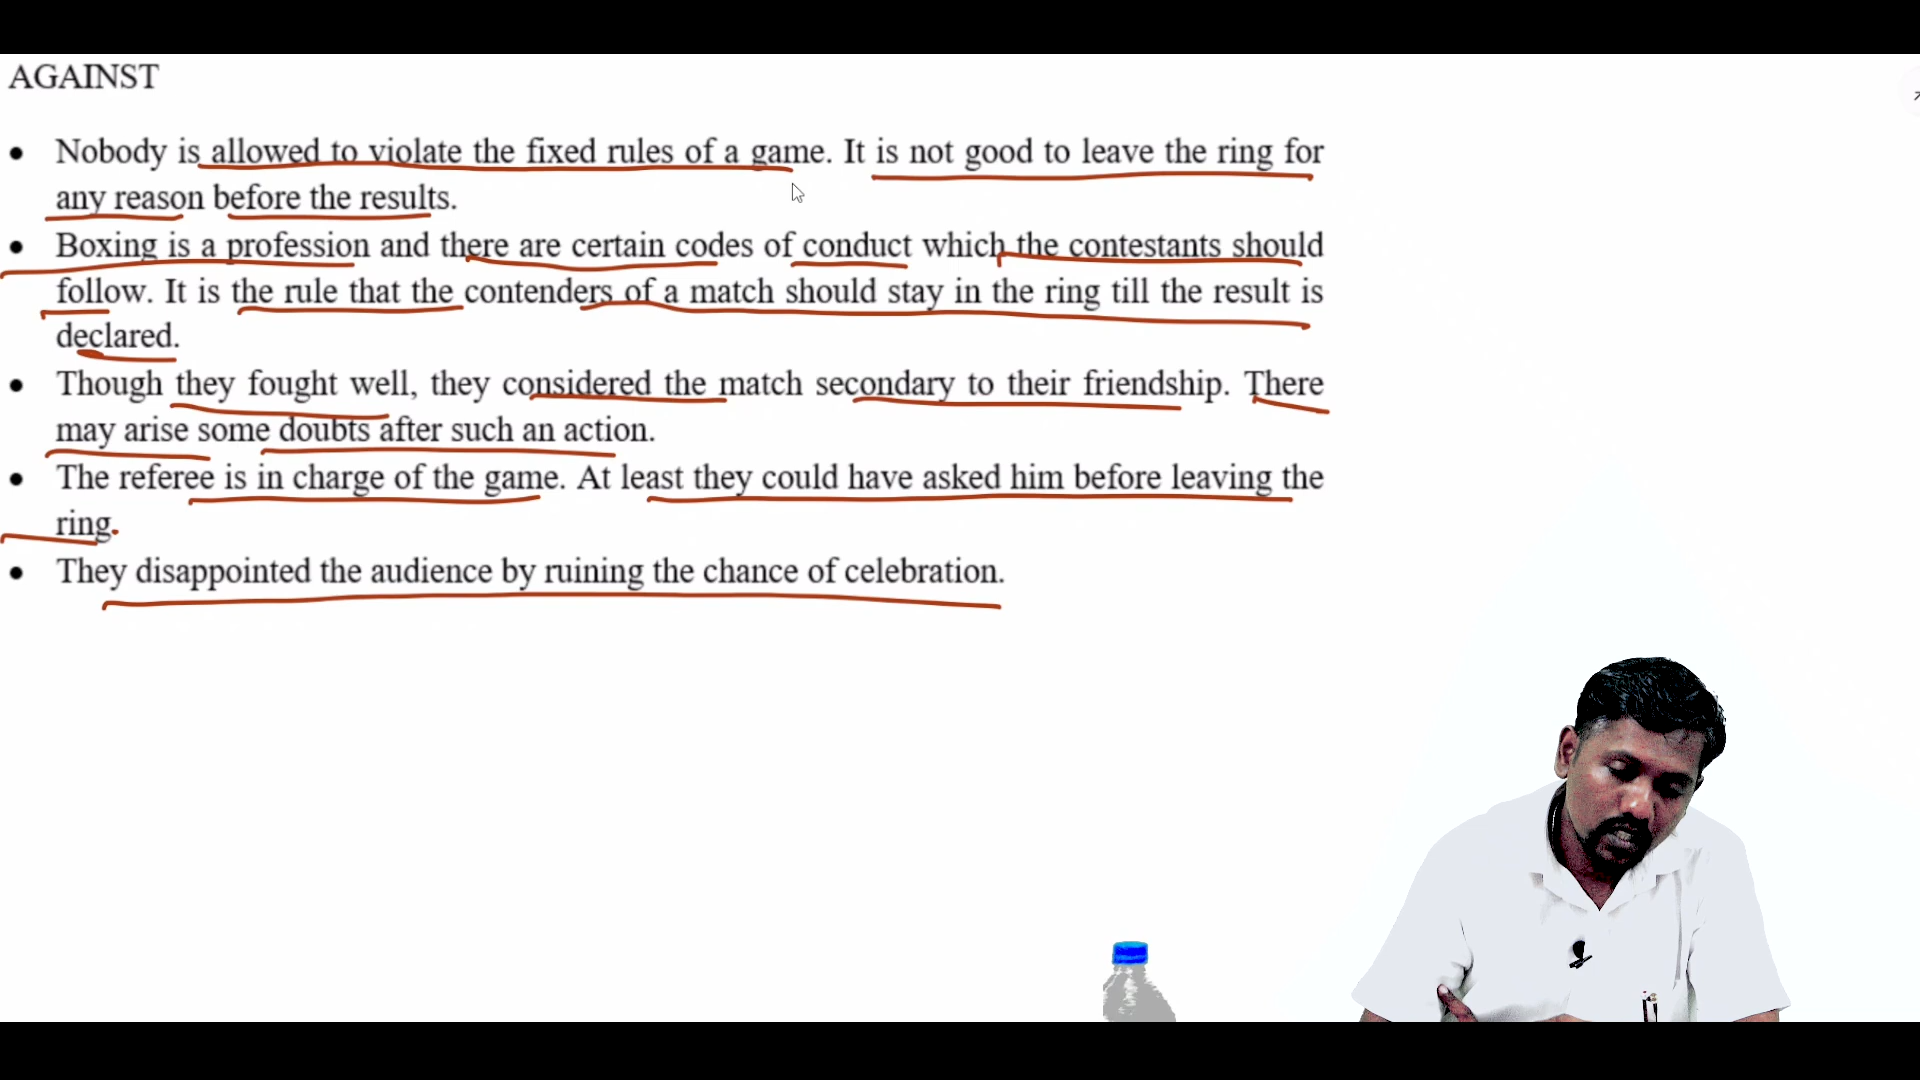 AGAINST
• Nobody is allowed to violate the fixed rules of a game. It is not good to leave the ring for
any reason before the results.
• Boxing is a profession and there are certain codes of conduct which the contestants should
follow. It is the rule that the contenders of a match should stay in the ring till the result is
declared.
• Though they fought well, they considered the match secondary to their friendship. There
may arise some doubts after such an action.
• The referee is in charge of the game. At least they could have asked him before leaving the
ring.
• They disappointed the audience by ruining the chance of celebration.